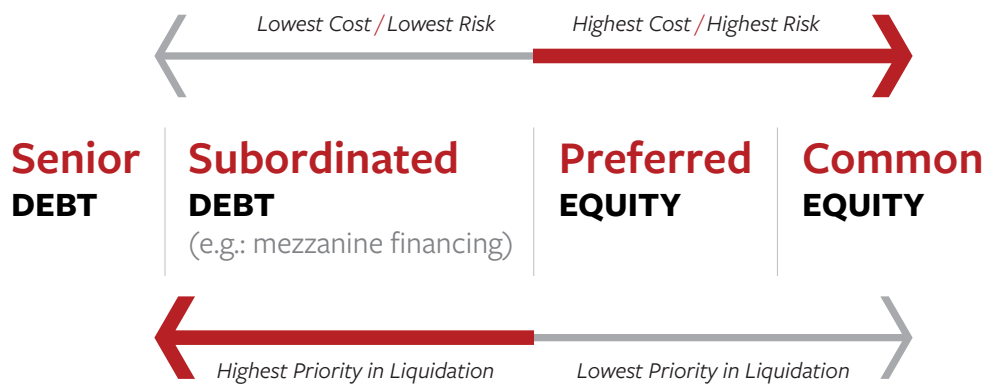 Lowest Cost / Lowest Risk
Highest Cost / Highest Risk
Senior
DEBT
Subordinated
DEBT
(e.g.: mezzanine financing)
Preferred
EQUITY
Common
EQUITY
Highest Priority in Liquidation
Lowest Priority in Liquidation